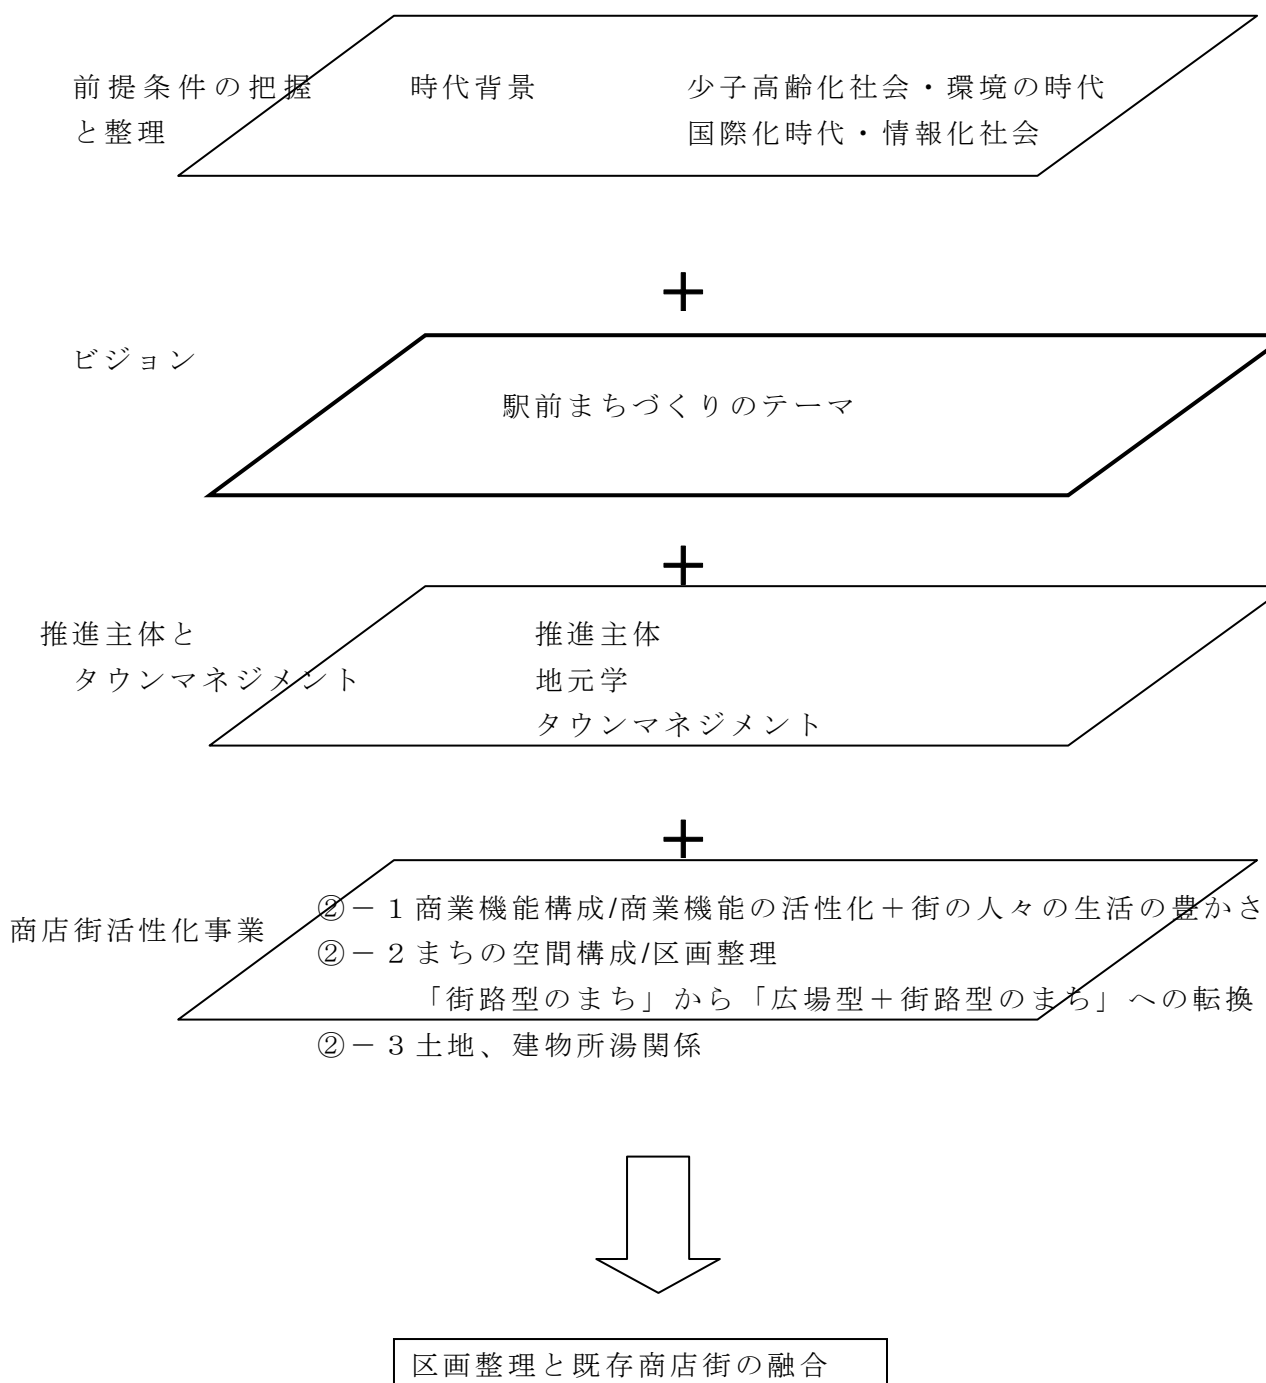 前提条件の把握
と整理
時代背景
少子高齢化社会・環境の時代
国際化時代・情報化社会
＋
ビジョン
駅前まちづくりのテーマ
＋
推進主体と
タウンマネジメント
推進主体
地元学
タウンマネジメント
＋
商店街活性化事業
②－１商業機能構成/商業機能の活性化＋街の人々の生活の豊かさ
②－２まちの空間構成/区画整理
「街路型のまち」から「広場型＋街路型のまち」への転換
②－３土地、建物所湯関係
区画整理と既存商店街の融合